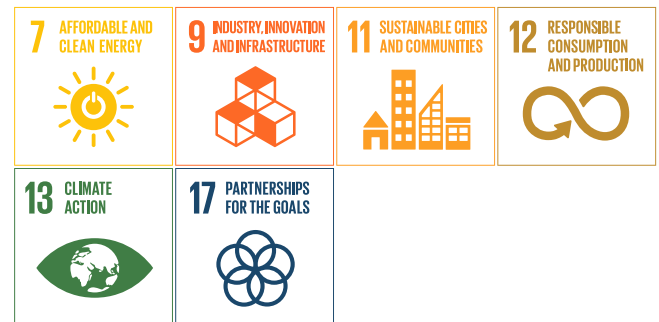 7 AFFORDABLE AND
CLEAN ENERGY
9 INDUSTRY, INNOVATION
AND INFRASTRUCTURE
11 SUSTAINABLE CITIES
AND COMMUNITIES
12 RESPONSIBLE
CONSUMPTION
AND PRODUCTION
13 CLIMATE
ACTION
17 PARTNERSHIPS
FOR THE GOALS